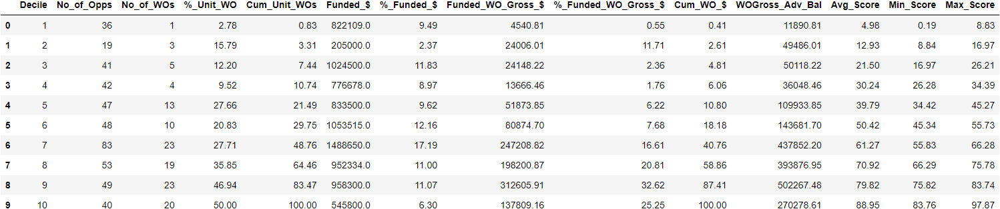 Decile No_of_Opps No_of_WOs %_Unit_WO Cum_Unit_WOs Funded_$ %_Funded_$ Funded_WO_Gross_$ %_Funded_WO_Gross_$ Cum_WO_$ WOGross_Adv_Bal Avg_Score Min_Score Max_Score
0 1 36 1 2.78 0.83 822109.0 9.49 4540.81 0.55 0.41 11890.81 4.98 0.19 8.83
1 2 19 3 15.79 3.31 205000.0 2.37 24006.01 11.71 2.61 49486.01 12.93 8.84 16.97
2 3 41 5 12.20 7.44 1024500.0 11.83 24148.22 2.36 4.81 50118.22 21.50 16.97 26.21
3 4 42 4 9.52 10.74 776678.0 8.97 13666.46 1.76 6.06 36048.46 30.24 26.28 34.39
4 5 47 13 27.66 21.49 833500.0 9.62 51873.85 6.22 10.80 109933.85 39.79 34.42 45.27
5 6 48 10 20.83 29.75 1053515.0 12.16 80874.70 7.68 18.18 143681.70 50.42 45.34 55.73
6 7 83 23 27.71 48.76 1488650.0 17.19 247208.82 16.61 40.76 437852.20 61.27 55.83 66.28
7 8 53 19 35.85 64.46 952334.0 11.00 198200.87 20.81 58.86 393876.95 70.92 66.29 75.78
8 9 49 23 46.94 83.47 958300.0 11.07 312605.91 32.62 87.41 502267.48 79.82 75.82 83.74
9 10 40 20 50.00 100.00 545800.0 6.30 137809.16 25.25 100.00 270278.61 88.95 83.76 97.87